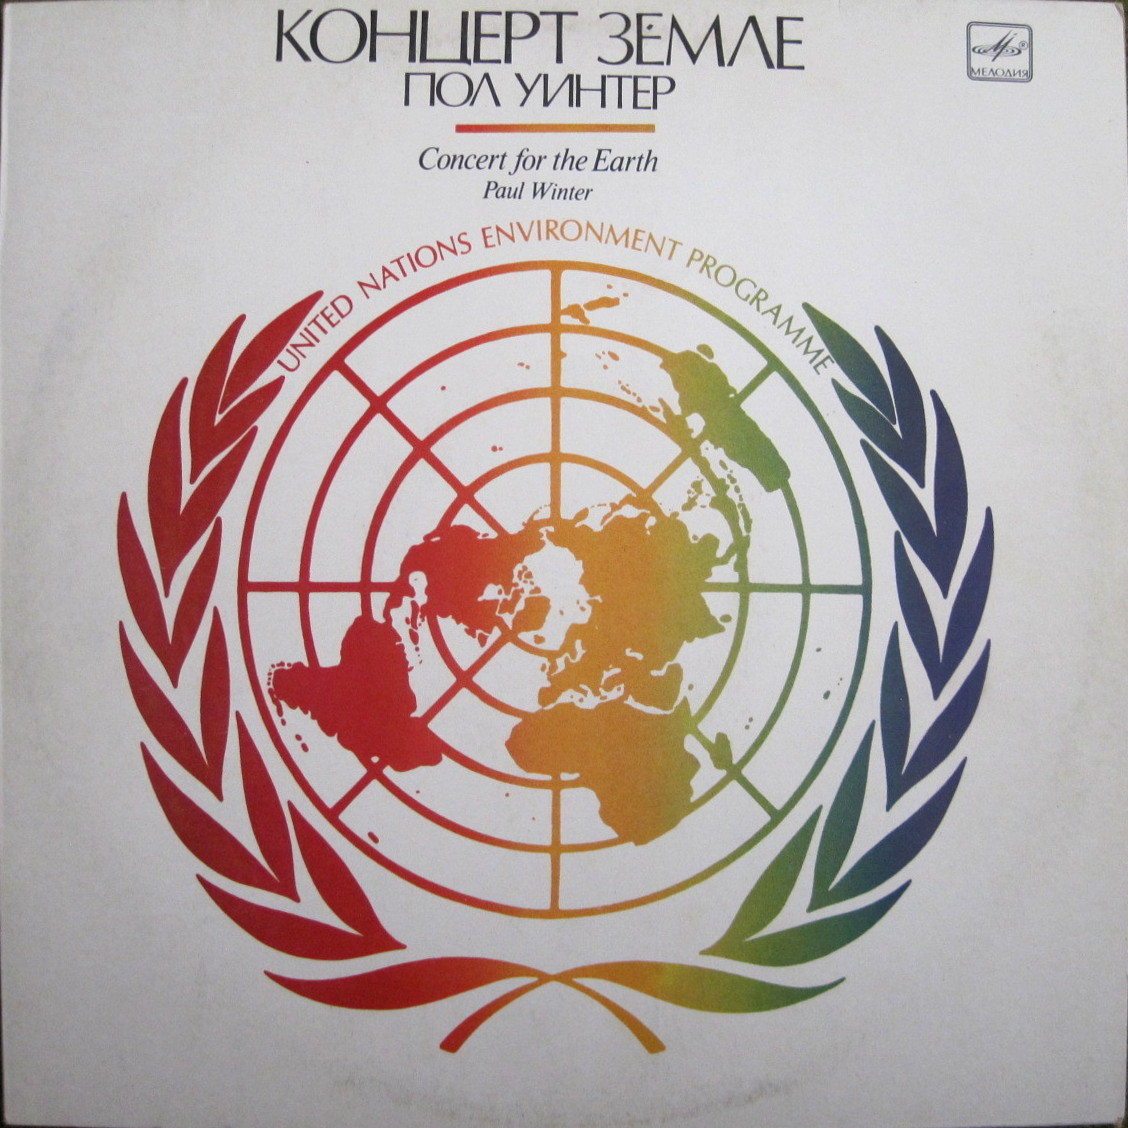 КОНЦЕРТ ЗЕМЛЕ
ПОЛ УИНТЕР
Concert for the Earth
Paul Winter
МЕЛОДИЯ
®
UNITED NATIONS ENVIRONMENT PROGRAMME